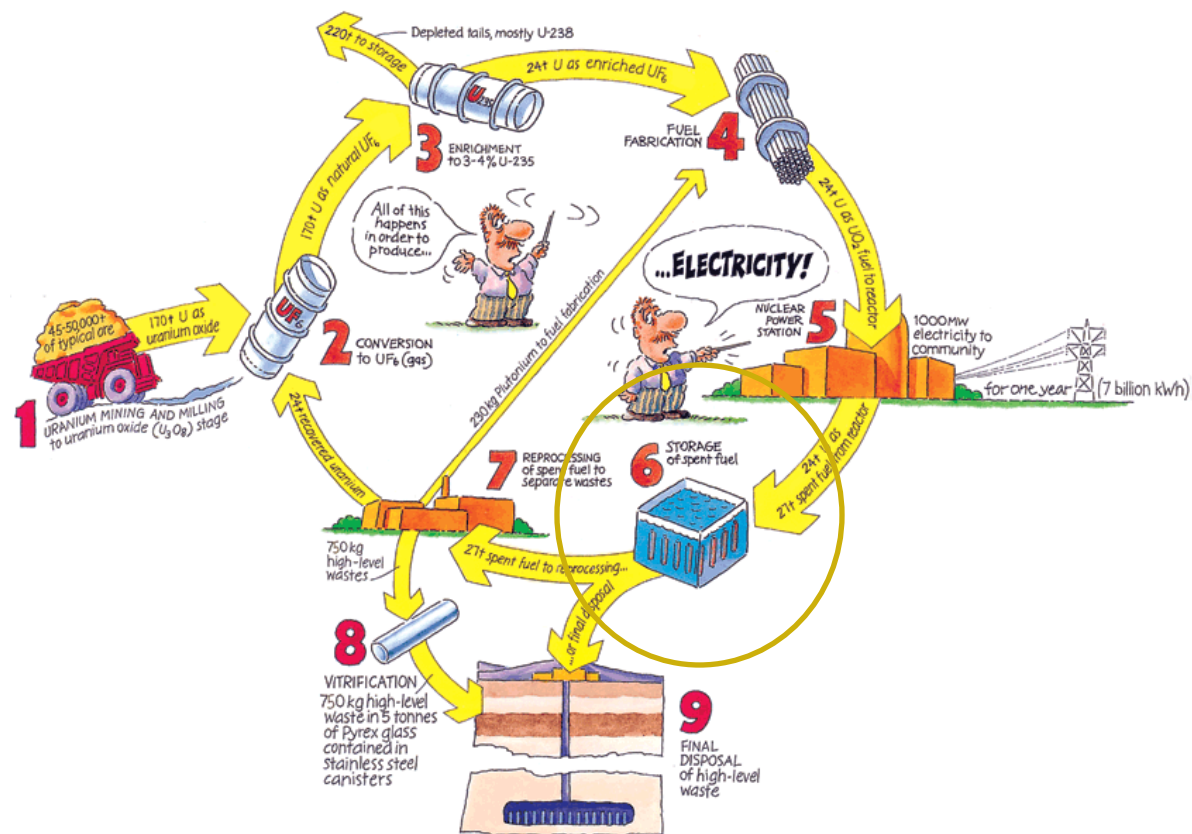 220t to storage
Depleted tails, mostly U-238
24t U as enriched UF₆
U235
3
ENRICHMENT
to 3-4% U-235
4
FUEL
FABRICATION
170t U as natural UF₆
24t U as UO₂ fuel to reactor
All of this
happens
in order to
produce...
...ELECTRICITY!
230 kg Plutonium to fuel fabrication
45-50,000t
of typical ore
170t U as
uranium oxide
UF₆
2
CONVERSION
to UF₆ (gas)
1
URANIUM MINING AND MILLING
to uranium oxide (U₃O₈) stage
NUCLEAR
POWER
STATION
5
1000MW
electricity to
community
for one year
(7 billion kWh)
24t U as
27t spent fuel from reactor
24t recovered uranium
7
REPROCESSING
of spent fuel to
separate wastes
6
STORAGE
of spent fuel
27t spent fuel to reprocessing...
...or final disposal
750kg
high-level
wastes
8
VITRIFICATION
750 kg high-level
waste in 5 tonnes
of Pyrex glass
contained in
stainless steel
canisters
9
FINAL
DISPOSAL
of high-level
waste